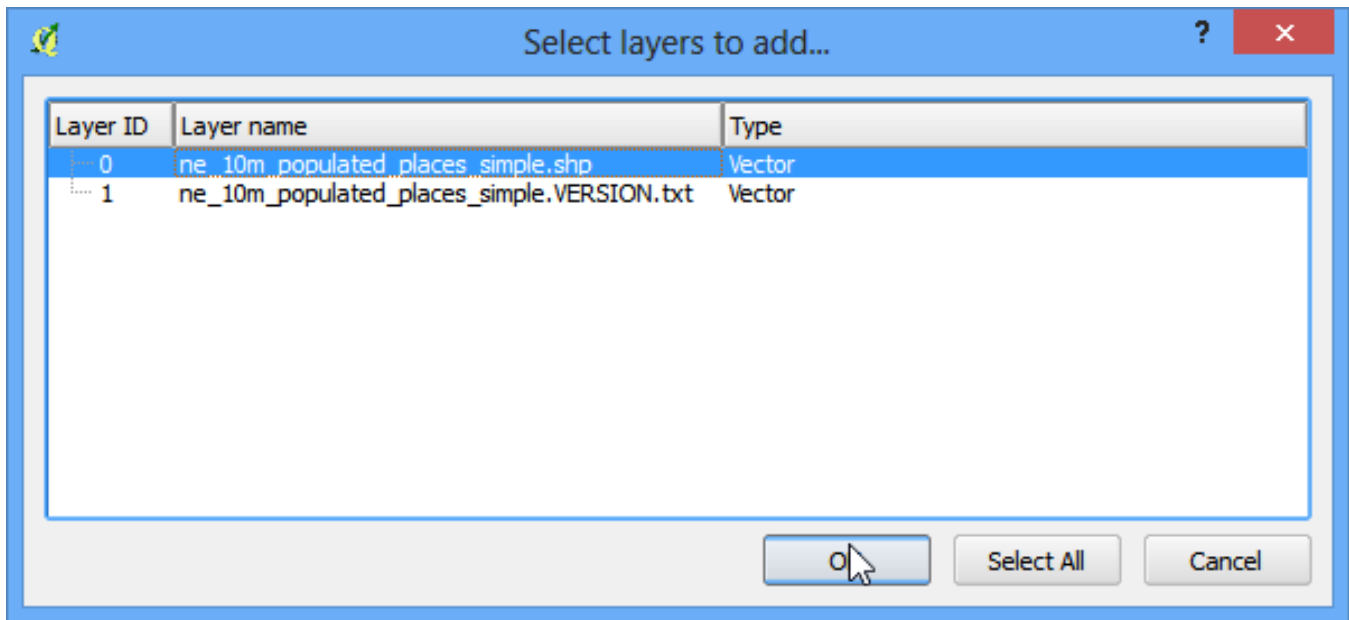 Select layers to add...
? ×
Layer ID Layer name Type
0 ne_10m_populated_places_simple.shp Vector
1 ne_10m_populated_places_simple.VERSION.txt Vector
Select All Cancel